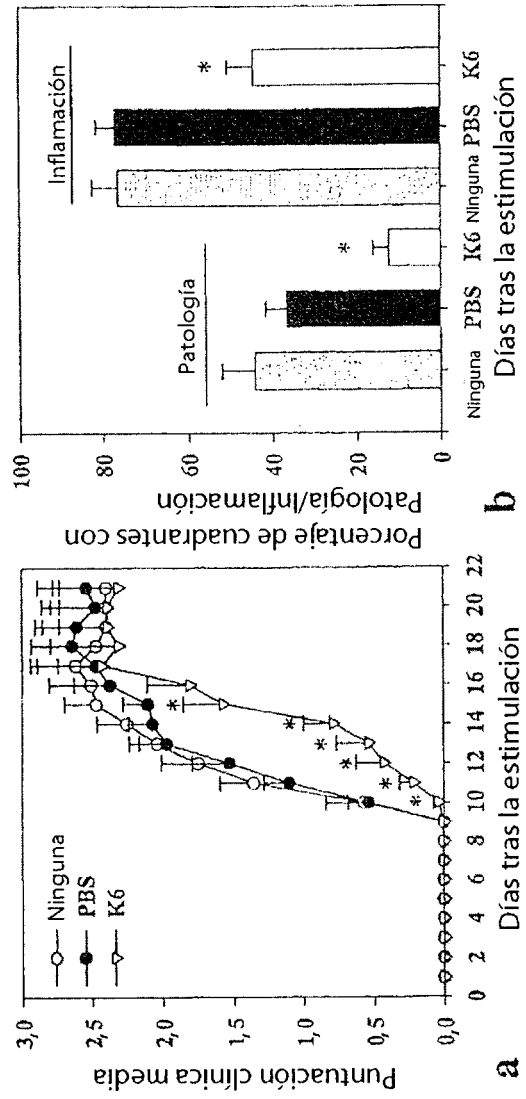 Puntuación clínica media
3,0
2,5
2,0
1,5
1,0
0,5
0,0
Ninguna
PBS
K6
*
*
*
*
*
*
0 2 4 6 8 10 12 14 16 18 20 22
Días tras la estimulación
a
Porcentaje de cuadrantes con
Patología/Inflamación
100
80
60
40
20
0
Patología
Inflamación
*
*
Ninguna PBS K6 Ninguna PBS K6
Días tras la estimulación
b